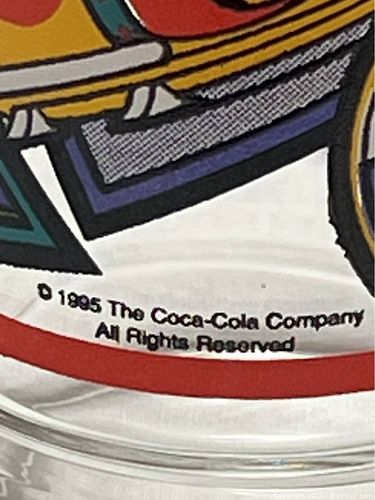 © 1995 The Coca-Cola Company
All Rights Reserved